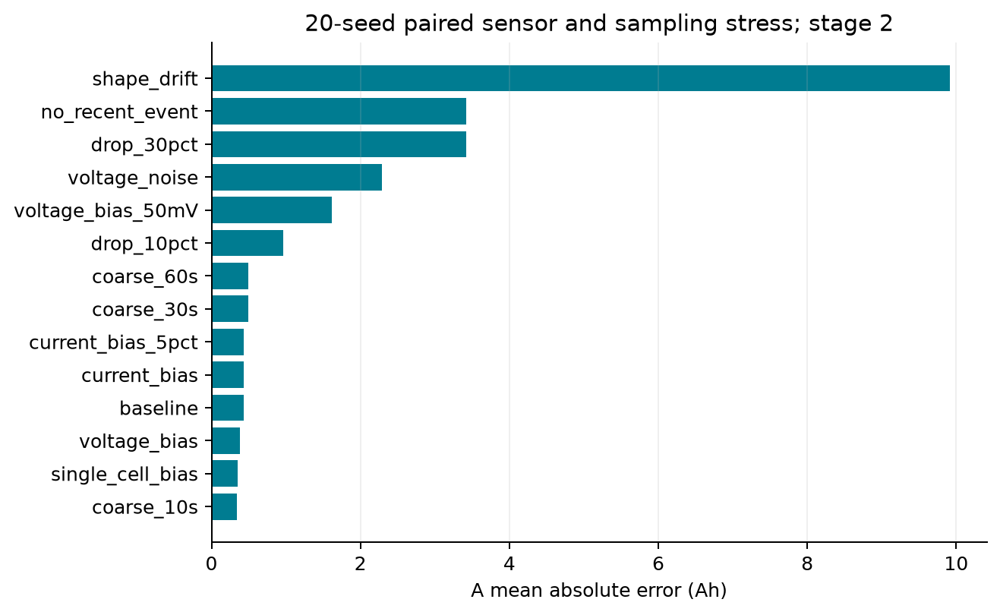 20-seed paired sensor and sampling stress; stage 2
shape_drift
no_recent_event
drop_30pct
voltage_noise
voltage_bias_50mV
drop_10pct
coarse_60s
coarse_30s
current_bias_5pct
current_bias
baseline
voltage_bias
single_cell_bias
coarse_10s
0 2 4 6 8 10
A mean absolute error (Ah)